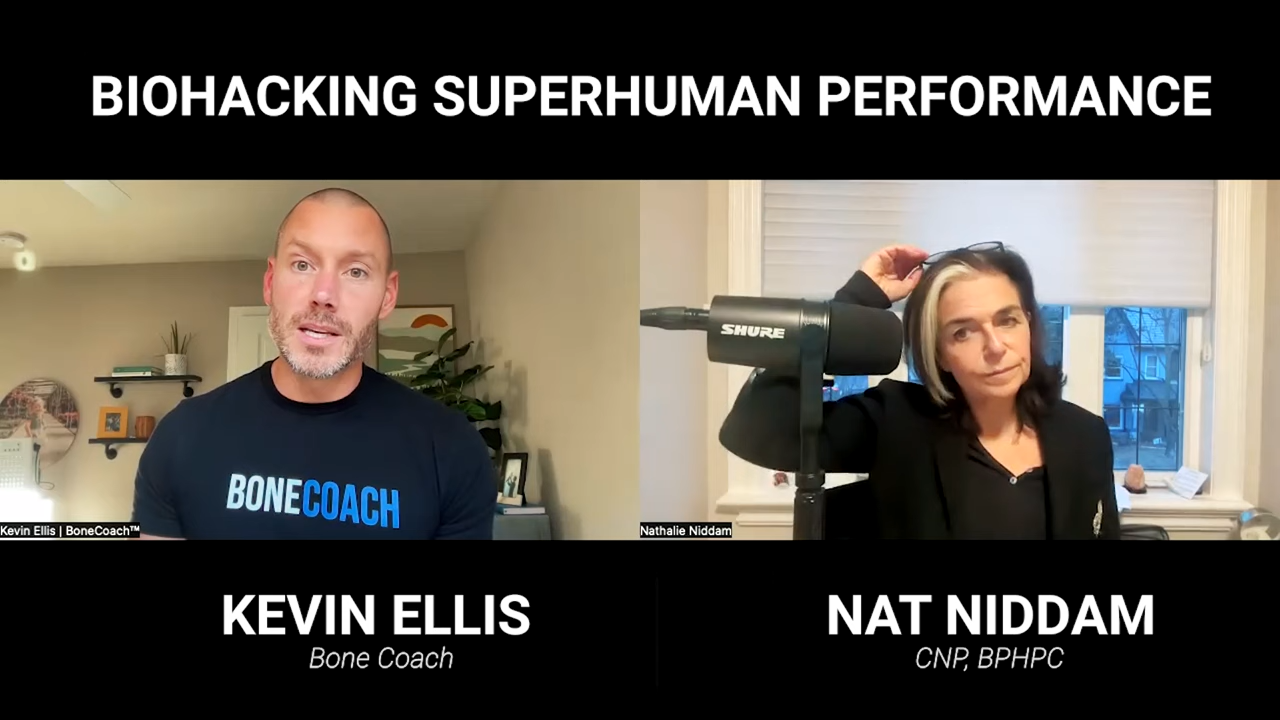 BIOHACKING SUPERHUMAN PERFORMANCE
SHURE
BONECOACH
Kevin Ellis | BoneCoach™
Nathalie Niddam
KEVIN ELLIS
NAT NIDDAM
Bone Coach
CNP, BPHPC